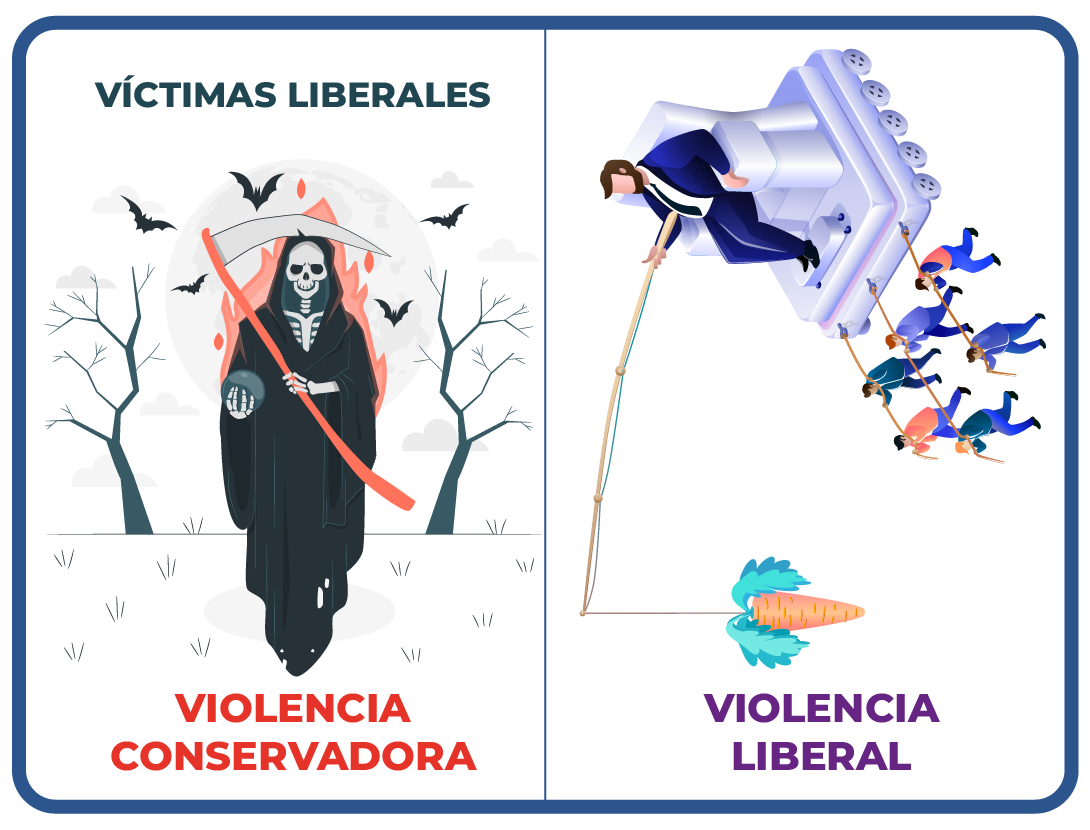 VÍCTIMAS LIBERALES
VIOLENCIA
CONSERVADORA
VIOLENCIA
LIBERAL